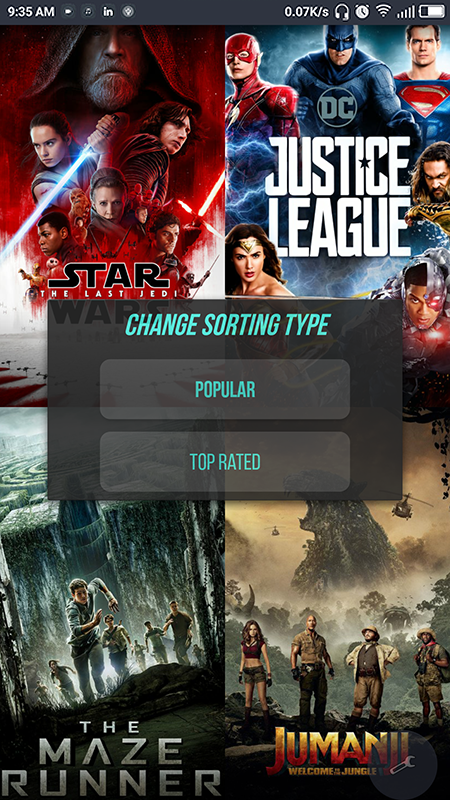 9:35 AM
0.07K/s
STAR
THE LAST JEDI
WARS
DC
JUSTICE
LEAGUE
CHANGE SORTING TYPE
POPULAR
TOP RATED
THE
MAZE
RUNNER
JUMANJI
WELCOME TO THE JUNGLE